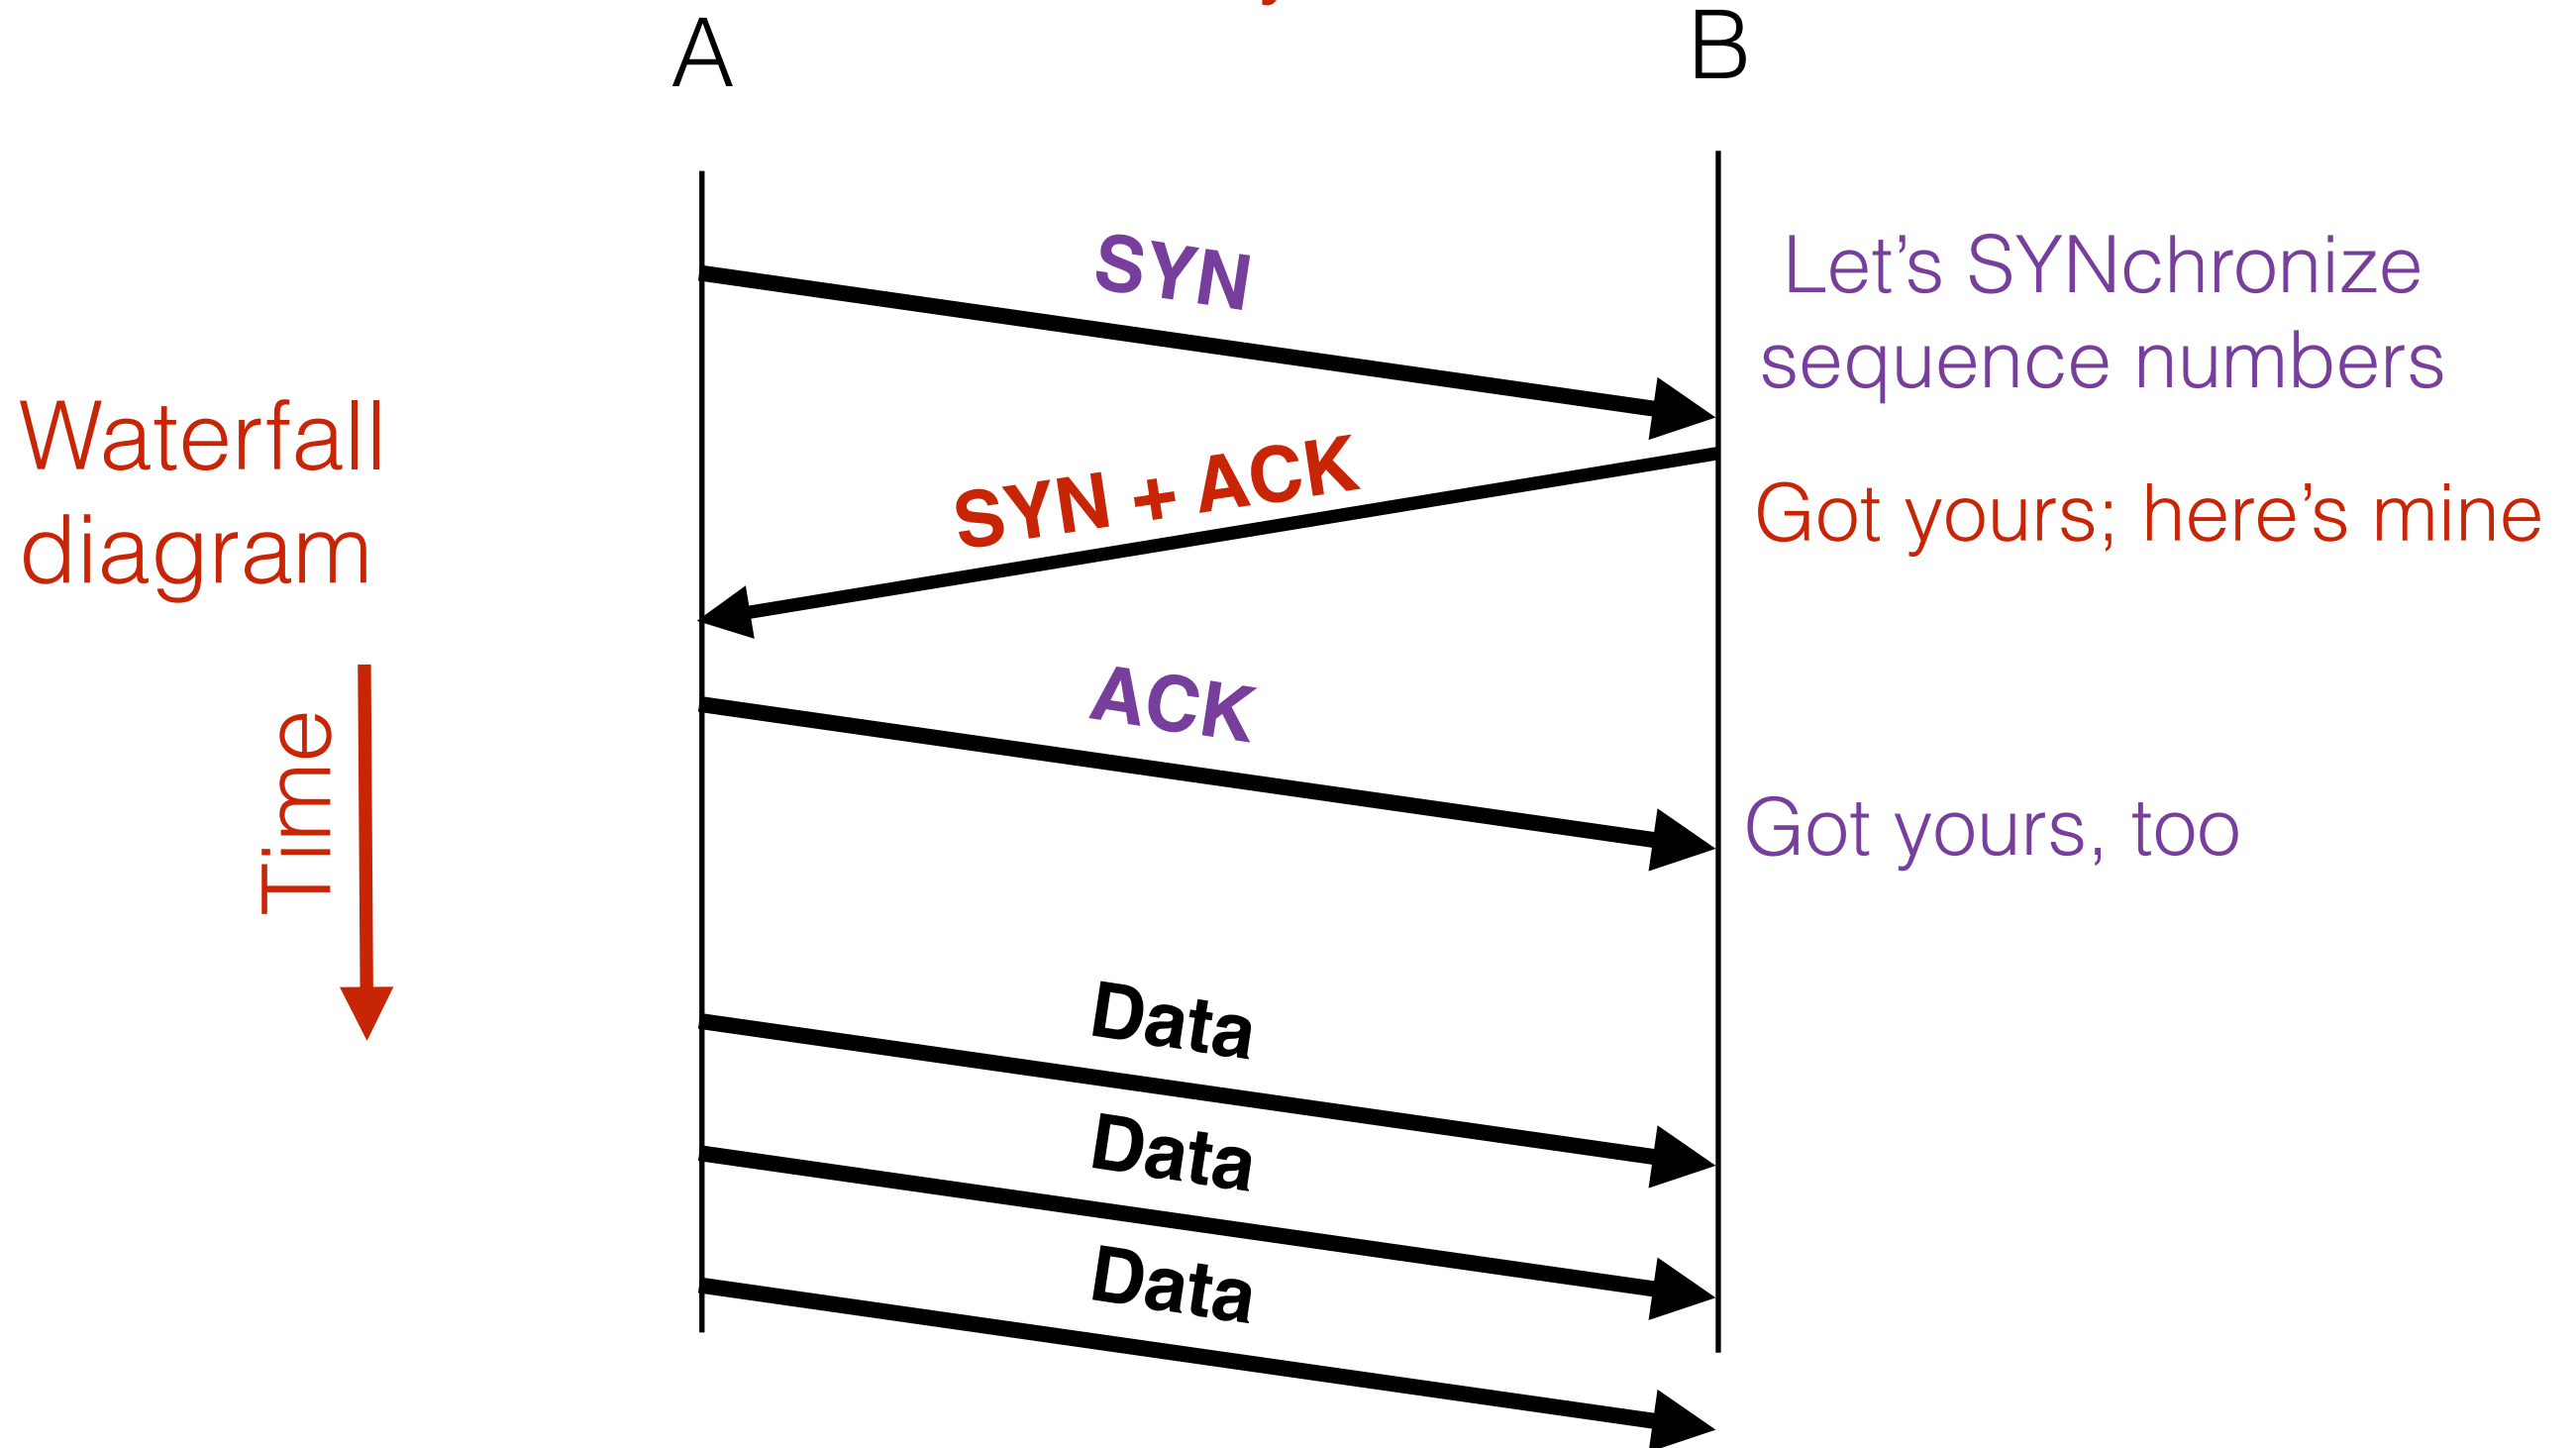 A
B
SYN
Let’s SYNchronize
sequence numbers
Waterfall
diagram
SYN + ACK
Got yours; here’s mine
ACK
Time
Got yours, too
Data
Data
Data